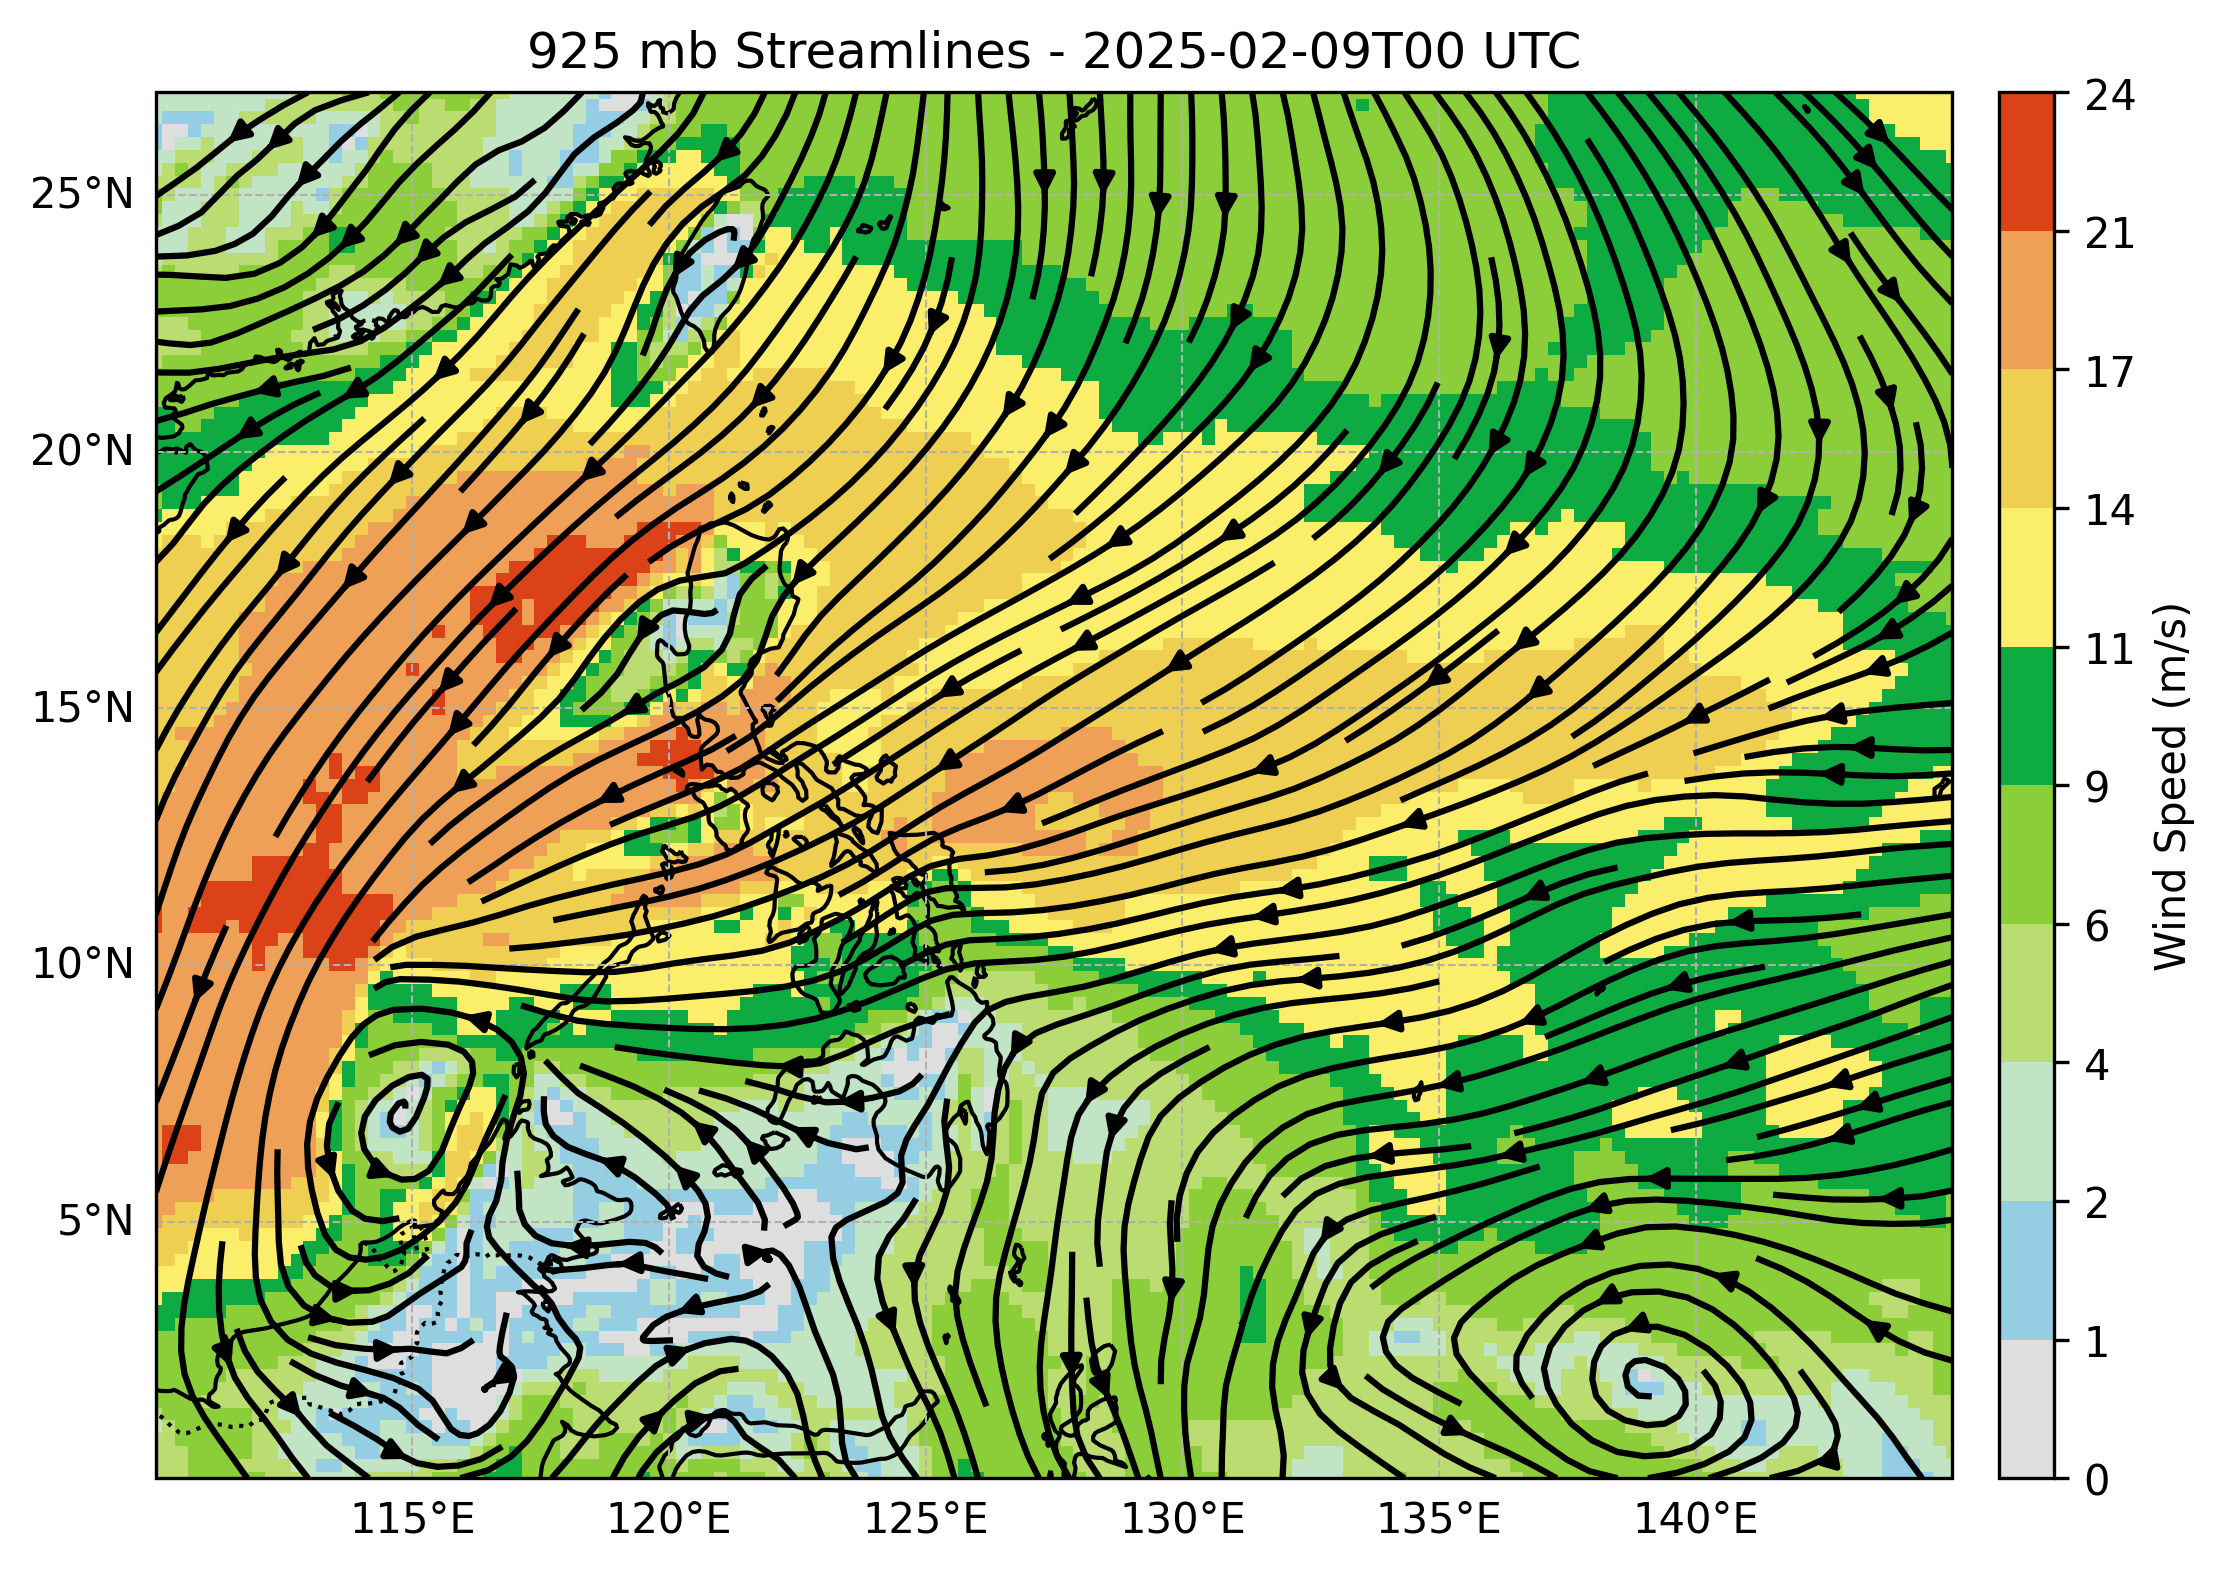 925 mb Streamlines - 2025-02-09T00 UTC
25°N
20°N
15°N
10°N
5°N
115°E
120°E
125°E
130°E
135°E
140°E
24
21
17
14
11
9
6
4
2
1
0
Wind Speed (m/s)